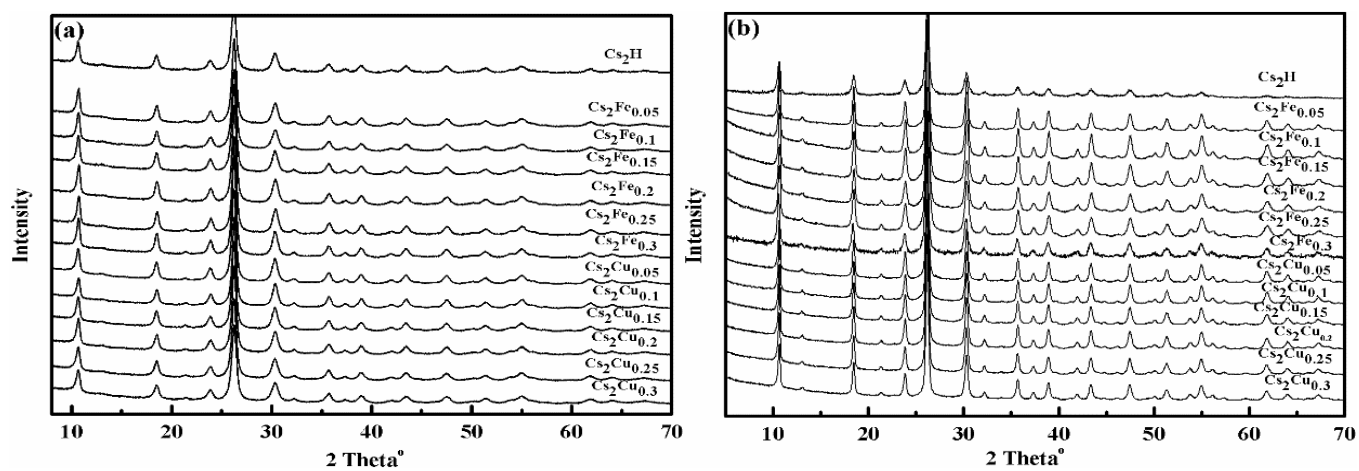 (a)
Cs₂H
Cs₂Fe₀.₀₅
Cs₂Fe₀.₁
Cs₂Fe₀.₁₅
Cs₂Fe₀.₂
Cs₂Fe₀.₂₅
Cs₂Fe₀.₃
Cs₂Cu₀.₀₅
Cs₂Cu₀.₁
Cs₂Cu₀.₁₅
Cs₂Cu₀.₂
Cs₂Cu₀.₂₅
Cs₂Cu₀.₃
Intensity
10 20 30 40 50 60 70
2 Theta°
(b)
Cs₂H
Cs₂Fe₀.₀₅
Cs₂Fe₀.₁
Cs₂Fe₀.₁₅
Cs₂Fe₀.₂
Cs₂Fe₀.₂₅
Cs₂Fe₀.₃
Cs₂Cu₀.₀₅
Cs₂Cu₀.₁
Cs₂Cu₀.₁₅
Cs₂Cu₀.₂
Cs₂Cu₀.₂₅
Cs₂Cu₀.₃
Intensity
10 20 30 40 50 60 70
2 Theta°